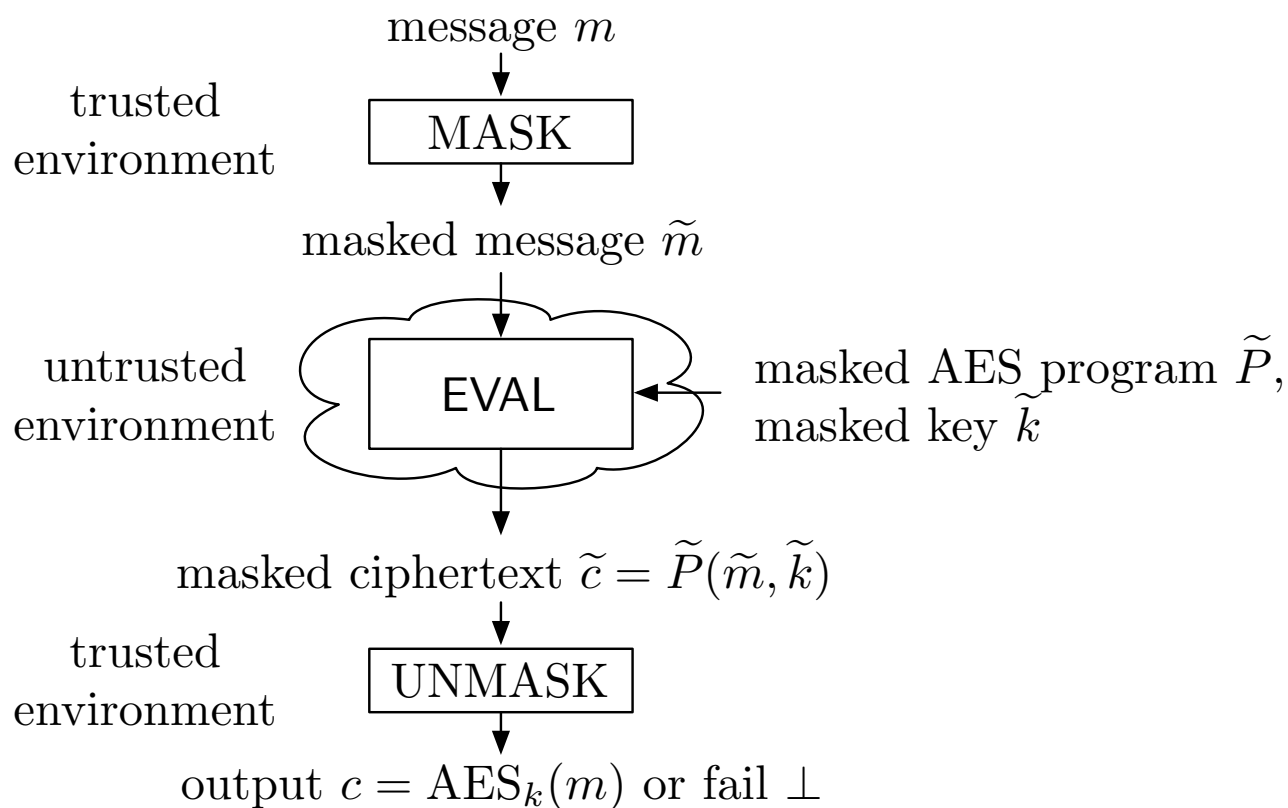 message m
trusted
environment
MASK
masked message m̃
untrusted
environment
EVAL
masked AES program P̃,
masked key k̃
masked ciphertext c̃ = P̃(m̃, k̃)
trusted
environment
UNMASK
output c = AESₖ(m) or fail ⊥